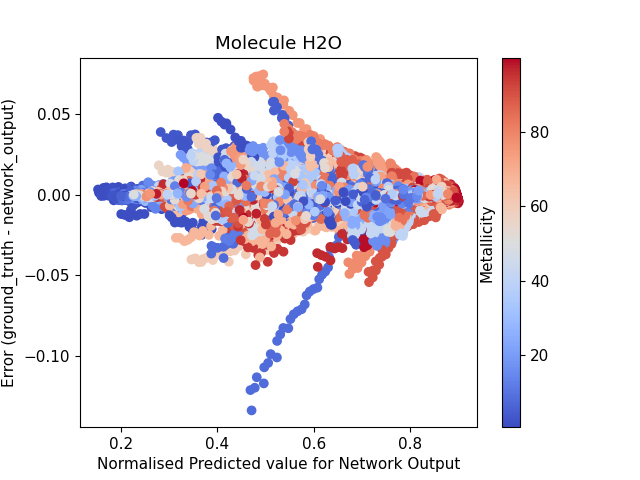 Molecule H2O
Error (ground_truth - network_output)
0.05
0.00
−0.05
−0.10
0.2 0.4 0.6 0.8
Normalised Predicted value for Network Output
Metallicity
80
60
40
20